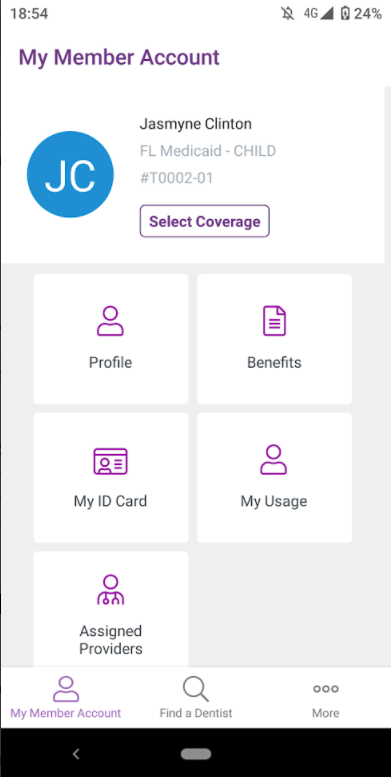 18:54 4G 24%
My Member Account
JC
Jasmyne Clinton
FL Medicaid - CHILD
#T0002-01
Select Coverage
Profile
Benefits
My ID Card
My Usage
Assigned
Providers
My Member Account
Find a Dentist
More